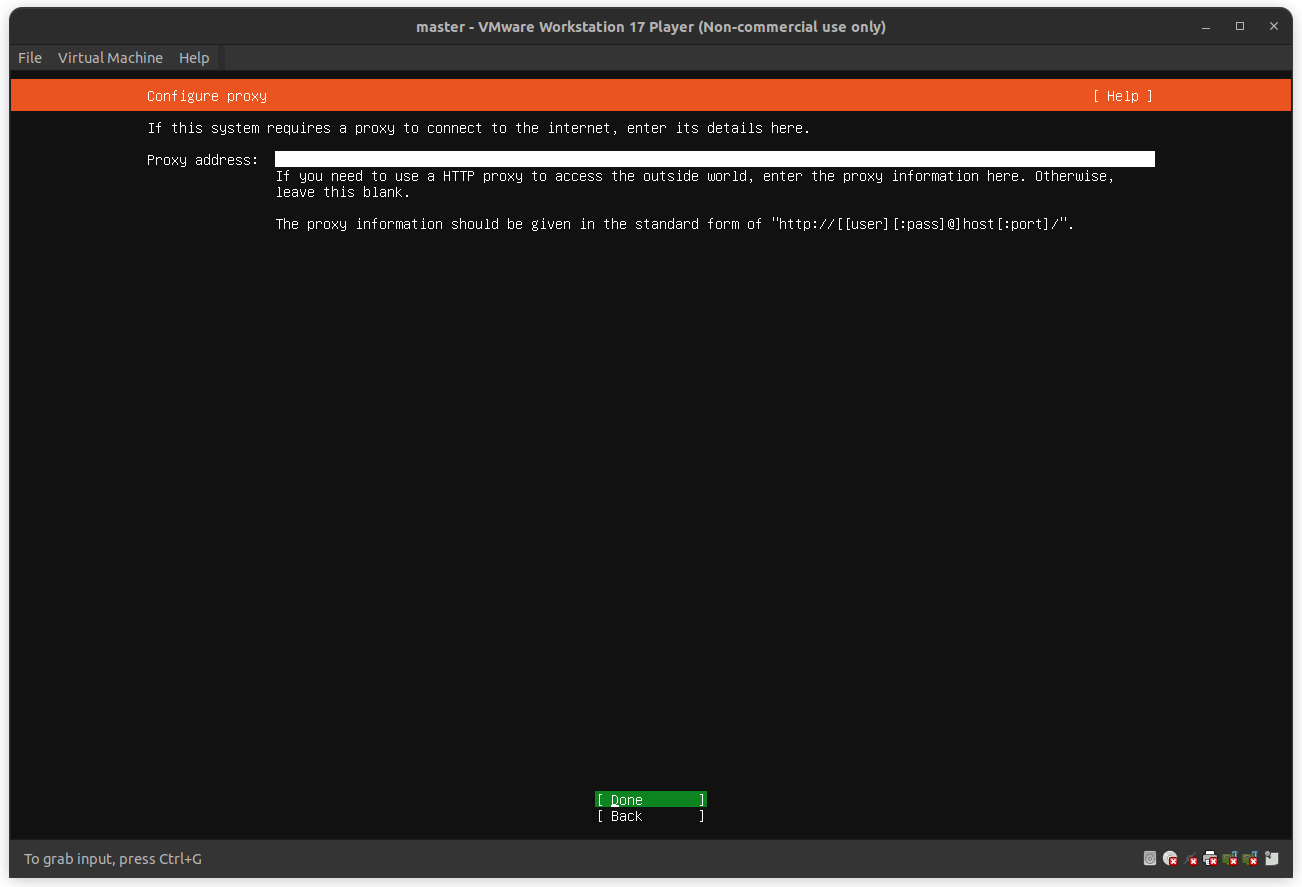 master - VMware Workstation 17 Player (Non-commercial use only)
File Virtual Machine Help
Configure proxy [ Help ]
If this system requires a proxy to connect to the internet, enter its details here.
Proxy address:
If you need to use a HTTP proxy to access the outside world, enter the proxy information here. Otherwise,
leave this blank.
The proxy information should be given in the standard form of "http://[[user][:pass]@]host[:port]/".
[ Done ]
[ Back ]
To grab input, press Ctrl+G